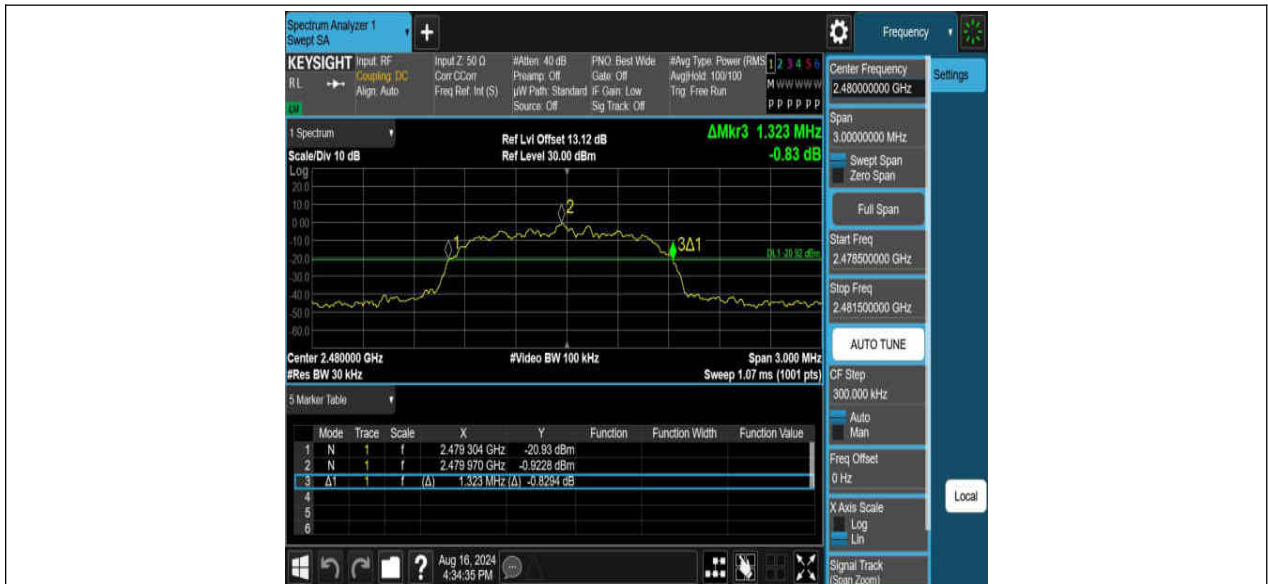 Spectrum Analyzer 1
Swept SA
+
Frequency
KEYSIGHT
RL
Input: RF
Coupling: DC
Align: Auto
Input Z: 50 Ω
Corr CCorr
Freq Ref: Int (S)
#Atten: 40 dB
Preamp: Off
µW Path: Standard
Source: Off
PNO: Best Wide
Gate: Off
IF Gain: Low
Sig Track: Off
#Avg Type: Power (RMS
Avg|Hold: 100/100
Trig: Free Run
1 2 3 4 5 6
M W W W W W
P P P P P P
1 Spectrum
Scale/Div 10 dB
Ref Lvl Offset 13.12 dB
Ref Level 30.00 dBm
ΔMkr3 1.323 MHz
-0.83 dB
Log
20.0
10.0
0.00
-10.0
-20.0
-30.0
-40.0
-50.0
-60.0
1
2
3Δ1
DL1 -20.92 dBm
Center 2.480000 GHz
#Video BW 100 kHz
Span 3.000 MHz
#Res BW 30 kHz
Sweep 1.07 ms (1001 pts)
5 Marker Table
Mode Trace Scale X Y Function Function Width Function Value
1 N 1 f 2.479 304 GHz -20.93 dBm
2 N 1 f 2.479 970 GHz -0.9228 dBm
3 Δ1 1 f (Δ) 1.323 MHz (Δ) -0.8294 dB
4
5
6
?
Aug 16, 2024
4:34:35 PM
Center Frequency
2.480000000 GHz
Settings
Span
3.00000000 MHz
Swept Span
Zero Span
Full Span
Start Freq
2.478500000 GHz
Stop Freq
2.481500000 GHz
AUTO TUNE
CF Step
300.000 kHz
Auto
Man
Freq Offset
0 Hz
X Axis Scale
Log
Lin
Signal Track
(Span Zoom)
Local